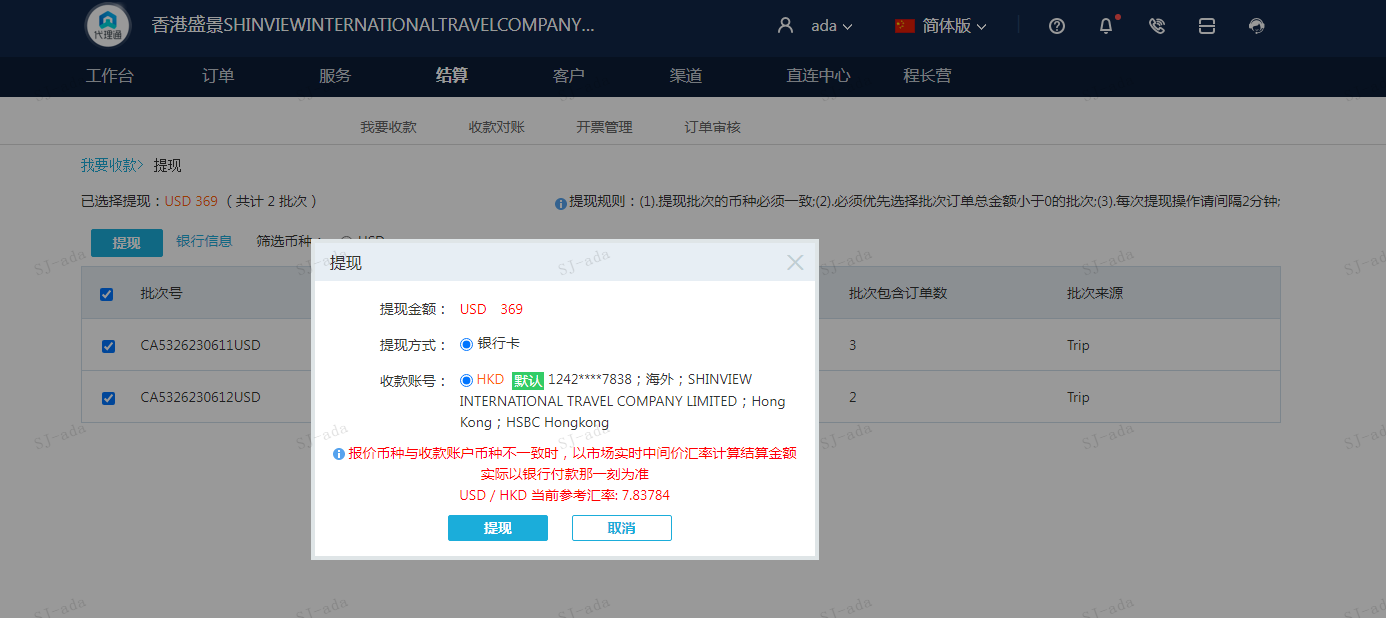 代理通
香港盛景SHINVIEWINTERNATIONALTRAVELCOMPANY... ada 简体版
工作台 订单 服务 结算 客户 渠道 直连中心 程长营
我要收款 收款对账 开票管理 订单审核
我要收款> 提现
已选择提现：USD 369 （ 共计 2 批次 ） 提现规则：(1).提现批次的币种必须一致;(2).必须优先选择批次订单总金额小于0的批次;(3).每次提现操作请间隔2分钟;
提现 银行信息 筛选币种： USD
批次号 批次包含订单数 批次来源
CA5326230611USD 3 Trip
CA5326230612USD 2 Trip
提现
提现金额： USD 369
提现方式： 银行卡
收款账号： HKD 默认 1242****7838；海外；SHINVIEW
INTERNATIONAL TRAVEL COMPANY LIMITED；Hong
Kong；HSBC Hongkong
报价币种与收款账户币种不一致时，以市场实时中间价汇率计算结算金额
实际以银行付款那一刻为准
USD / HKD 当前参考汇率: 7.83784
提现 取消
SJ-ada